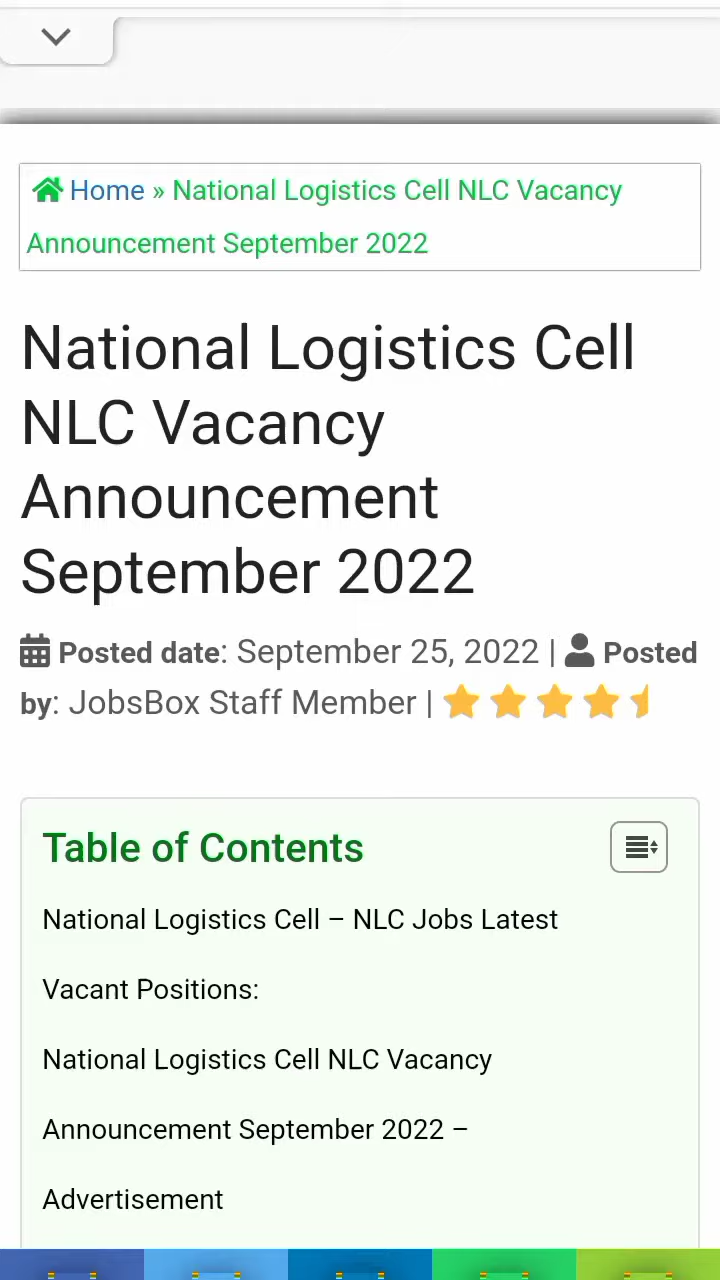 Home » National Logistics Cell NLC Vacancy
Announcement September 2022
National Logistics Cell
NLC Vacancy
Announcement
September 2022
Posted date: September 25, 2022 | Posted
by: JobsBox Staff Member |
Table of Contents
National Logistics Cell – NLC Jobs Latest
Vacant Positions:
National Logistics Cell NLC Vacancy
Announcement September 2022 –
Advertisement